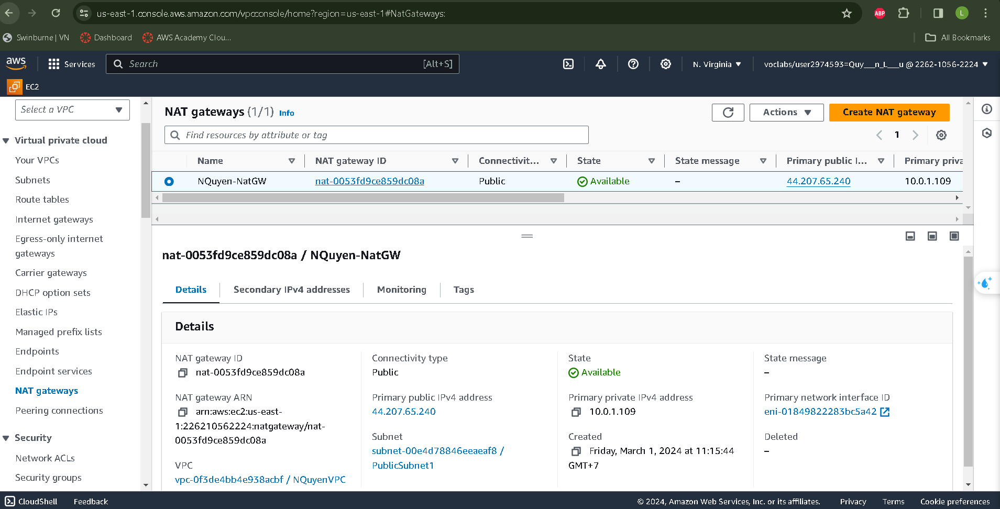 us-east-1.console.aws.amazon.com/vpcconsole/home?region=us-east-1#NatGateways:
ABP
L
Swinburne | VN
Dashboard
AWS Academy Clou...
All Bookmarks
aws
Services
Search
[Alt+S]
N. Virginia
voclabs/user2974593=Quy___n_L___u @ 2262-1056-2224
EC2
Select a VPC
Virtual private cloud
Your VPCs
Subnets
Route tables
Internet gateways
Egress-only internet
gateways
Carrier gateways
DHCP option sets
Elastic IPs
Managed prefix lists
Endpoints
Endpoint services
NAT gateways
Peering connections
Security
Network ACLs
Security groups
NAT gateways (1/1) Info
Actions
Create NAT gateway
Find resources by attribute or tag
1
Name
NAT gateway ID
Connectivit...
State
State message
Primary public I...
Primary priva
NQuyen-NatGW
nat-0053fd9ce859dc08a
Public
Available
–
44.207.65.240
10.0.1.109
nat-0053fd9ce859dc08a / NQuyen-NatGW
Details
Secondary IPv4 addresses
Monitoring
Tags
Details
NAT gateway ID
nat-0053fd9ce859dc08a
Connectivity type
Public
State
Available
State message
–
NAT gateway ARN
arn:aws:ec2:us-east-
1:226210562224:natgateway/nat-
0053fd9ce859dc08a
Primary public IPv4 address
44.207.65.240
Primary private IPv4 address
10.0.1.109
Primary network interface ID
eni-01849822283bc5a42
VPC
vpc-0f3de4bb4e938acbf / NQuyenVPC
Subnet
subnet-00e4d78846eeaeaf8 /
PublicSubnet1
Created
Friday, March 1, 2024 at 11:15:44
GMT+7
Deleted
–
CloudShell
Feedback
© 2024, Amazon Web Services, Inc. or its affiliates.
Privacy
Terms
Cookie preferences